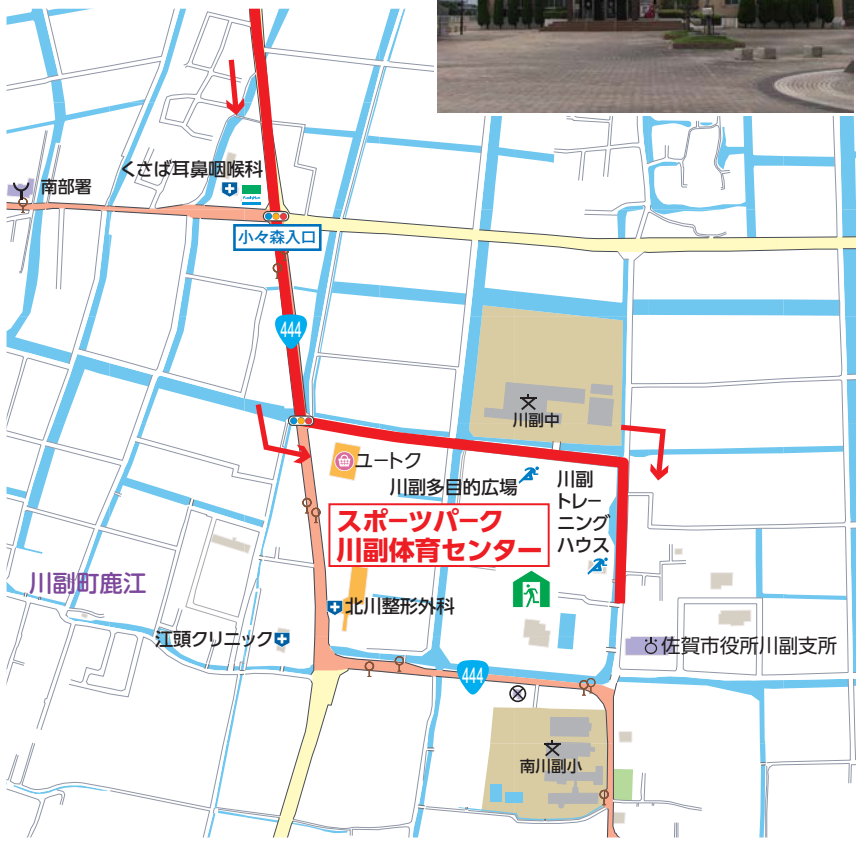 くさば耳鼻咽喉科
南部署
FamilyMart
小々森入口
444
川副中
ユートク
川副多目的広場
川副
トレー
ニング
ハウス
スポーツパーク
川副体育センター
川副町鹿江
北川整形外科
江頭クリニック
佐賀市役所川副支所
444
南川副小